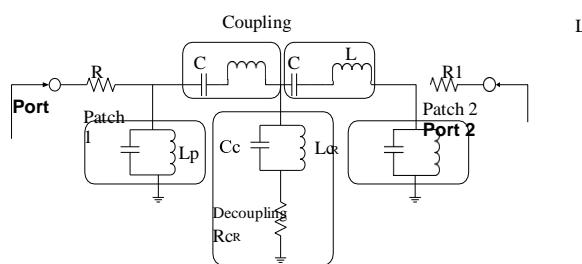 Coupling
L
C
C
L
R
R1
Port
Patch
1
Lp
Cc
LcR
Patch 2
Port 2
Decoupling
RcR